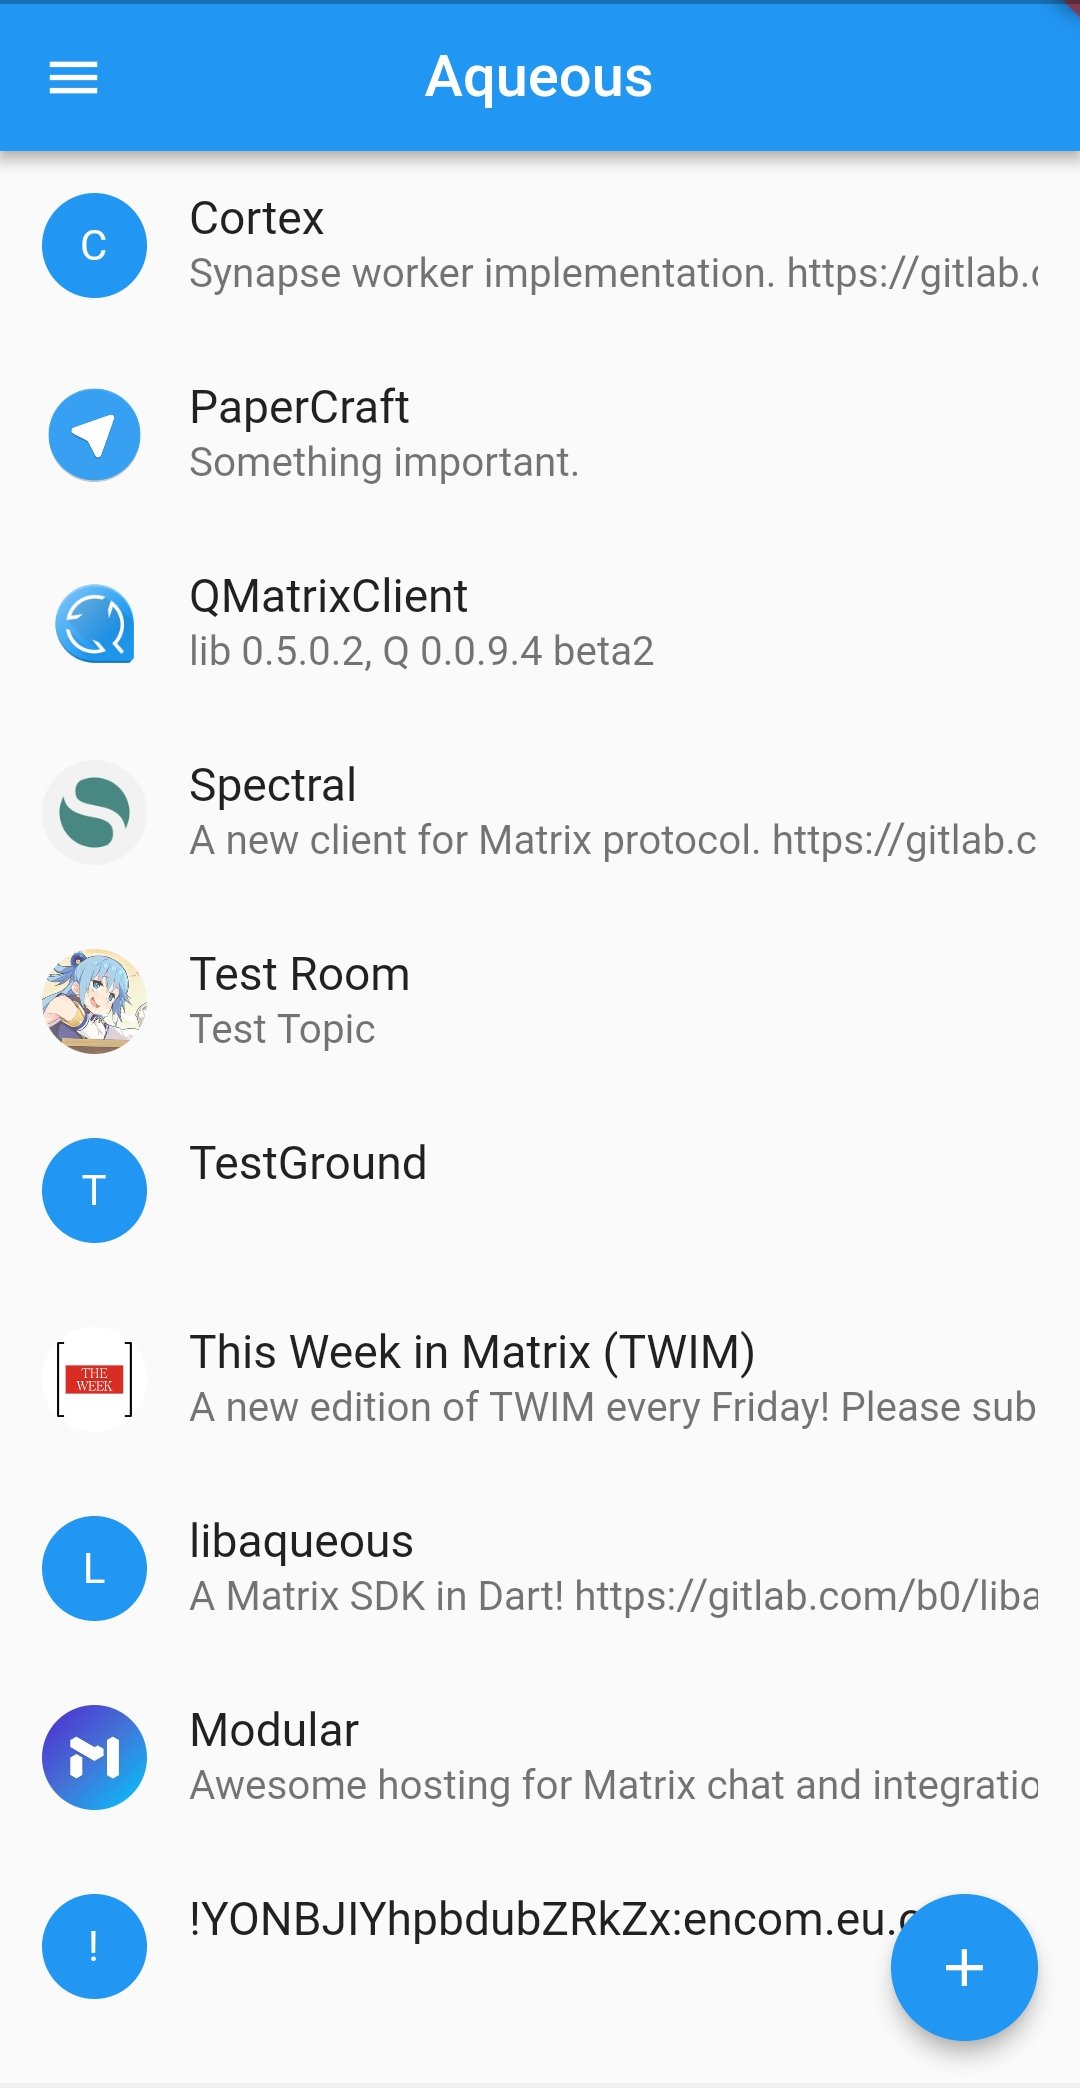 Aqueous
C
Cortex
Synapse worker implementation. https://gitlab.
PaperCraft
Something important.
QMatrixClient
lib 0.5.0.2, Q 0.0.9.4 beta2
Spectral
A new client for Matrix protocol. https://gitlab.c
Test Room
Test Topic
T
TestGround
THE
WEEK
This Week in Matrix (TWIM)
A new edition of TWIM every Friday! Please sub
L
libaqueous
A Matrix SDK in Dart! https://gitlab.com/b0/liba
Modular
Awesome hosting for Matrix chat and integratio
!
!YONBJIYhpbdubZRkZx:encom.eu.
+